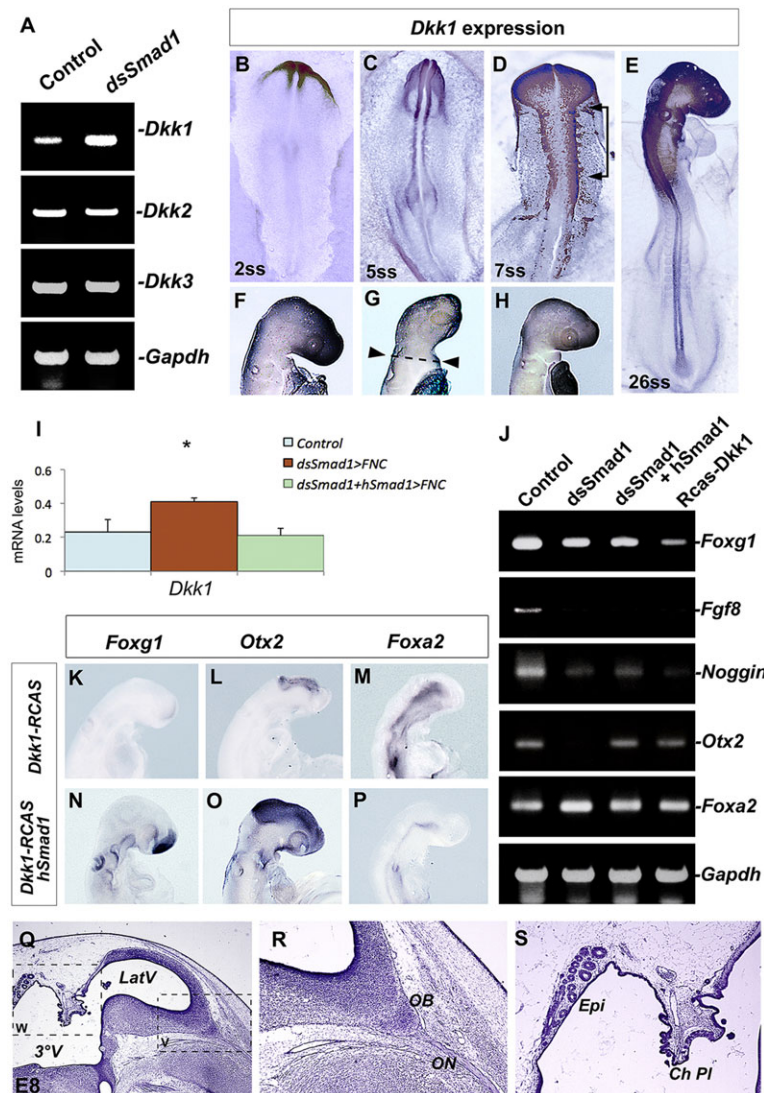 A
Control
dsSmad1
-Dkk1
-Dkk2
-Dkk3
-Gapdh
Dkk1 expression
B
2ss
C
5ss
D
7ss
E
26ss
F
G
H
I
*
Control
dsSmad1>FNC
dsSmad1+hSmad1>FNC
mRNA levels
0.6
0.4
0.2
0
Dkk1
J
Control
dsSmad1
dsSmad1
+ hSmad1
Rcas-Dkk1
-Foxg1
-Fgf8
-Noggin
-Otx2
-Foxa2
-Gapdh
Foxg1
Otx2
Foxa2
Dkk1-RCAS
K
L
M
Dkk1-RCAS
hSmad1
N
O
P
Q
LatV
w
3°V
v
E8
R
OB
ON
S
Epi
Ch Pl